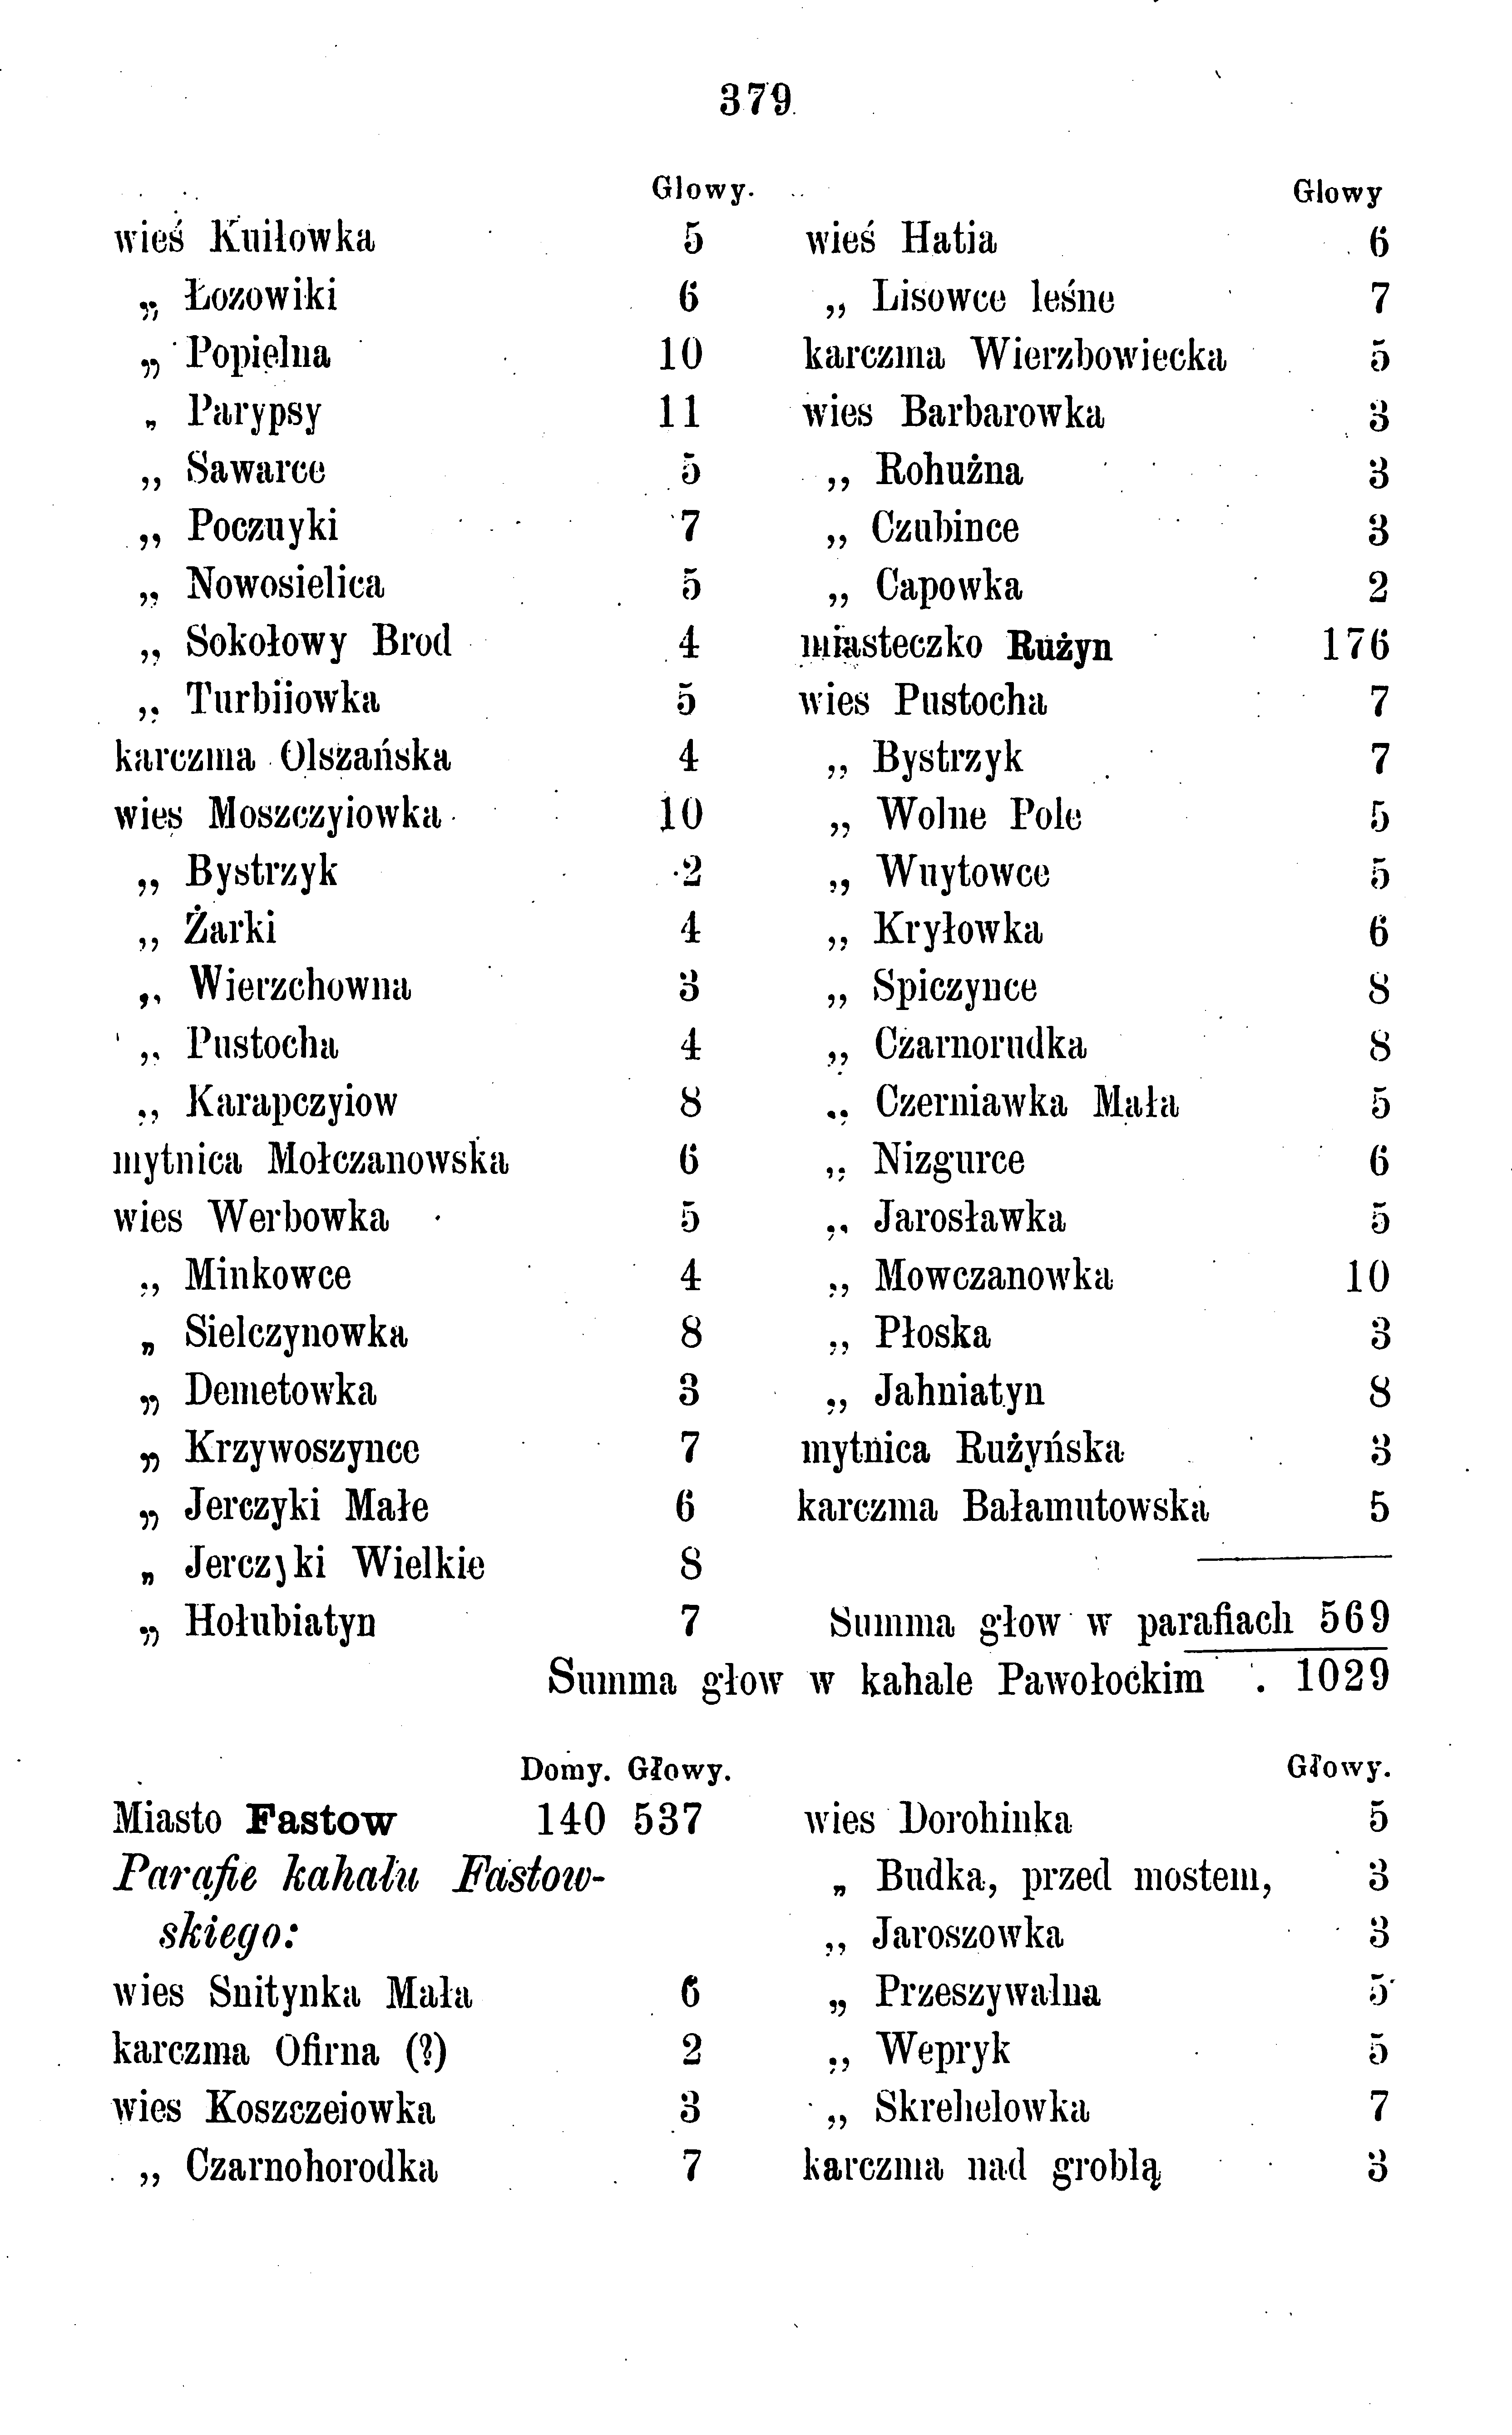 379
Glowy.
wieś Kuiłowka 5
„ Łozowiki 6
„ Popielna 10
„ Parypsy 11
„ Sawarce 5
„ Poczuyki 7
„ Nowosielica 5
„ Sokołowy Brod 4
„ Turbiiowka 5
karczma Olszańska 4
wies Moszczyiowka 10
„ Bystrzyk 2
„ Żarki 4
„ Wierzchowna 3
„ Pustocha 4
„ Karapczyiow 8
mytnica Mołczanowska 6
wies Werbowka 5
„ Minkowce 4
„ Sielczynowka 8
„ Demetowka 3
„ Krzywoszynce 7
„ Jerczyki Małe 6
„ Jerczyki Wielkie 8
„ Hołubiatyn 7
Glowy
wieś Hatia 6
„ Lisowce leśne 7
karczma Wierzbowiecka 5
wies Barbarowka 3
„ Rohużna 3
„ Czubince 3
„ Capowka 2
miasteczko Rużyn 176
wies Pustocha 7
„ Bystrzyk 7
„ Wolne Pole 5
„ Wuytowce 5
„ Kryłowka 6
„ Spiczynce 8
„ Czarnorudka 8
„ Czerniawka Mała 5
„ Nizgurce 6
„ Jarosławka 5
„ Mowczanowka 10
„ Płoska 3
„ Jahniatyn 8
mytnica Rużyńska 3
karczma Bałamutowska 5
Summa głow w parafiach 569
Summa głow w kahale Pawołockim . 1029
Domy. Głowy.
Miasto Fastow 140 537
Parafie kahału Fastow-
skiego:
wies Snitynka Mała 6
karczma Ofirna (?) 2
wies Koszczeiowka 3
„ Czarnohorodka 7
Głowy.
wies Dorohinka 5
„ Budka, przed mostem, 3
„ Jaroszowka 3
„ Przeszywalna 5
„ Wepryk 5
„ Skrehelowka 7
karczma nad groblą 3